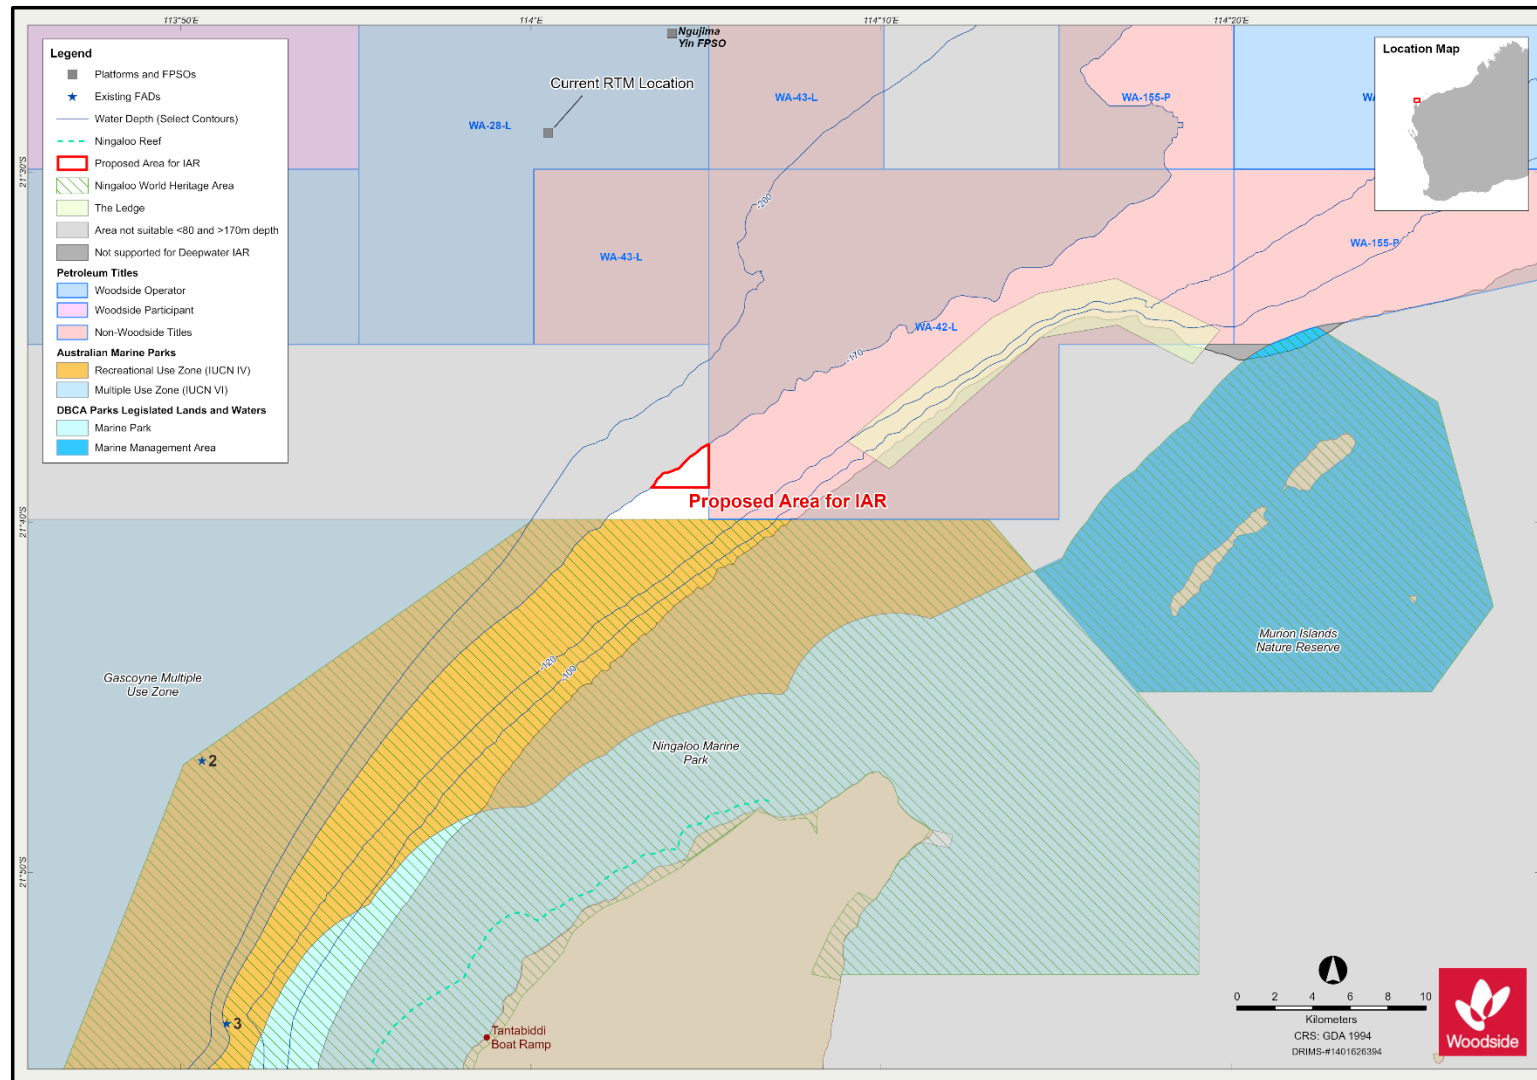 113°50'E
114°E
114°10'E
114°20'E
Legend
Platforms and FPSOs
Existing FADs
Water Depth (Select Contours)
Ningaloo Reef
Proposed Area for IAR
Ningaloo World Heritage Area
The Ledge
Area not suitable <80 and >170m depth
Not supported for Deepwater IAR
Petroleum Titles
Woodside Operator
Woodside Participant
Non-Woodside Titles
Australian Marine Parks
Recreational Use Zone (IUCN IV)
Multiple Use Zone (IUCN VI)
DBCA Parks Legislated Lands and Waters
Marine Park
Marine Management Area
Ngujima
Yin FPSO
Current RTM Location
WA-28-L
WA-43-L
WA-155-P
WA
Location Map
21°30'S
-200
WA-43-L
WA-155-P
WA-42-L
-170
Proposed Area for IAR
21°40'S
-120
-100
Murion Islands
Nature Reserve
Gascoyne Multiple
Use Zone
Ningaloo Marine
Park
2
21°50'S
3
Tantabiddi
Boat Ramp
0 2 4 6 8 10
Kilometers
CRS: GDA 1994
DRIMS-#1401626394
Woodside